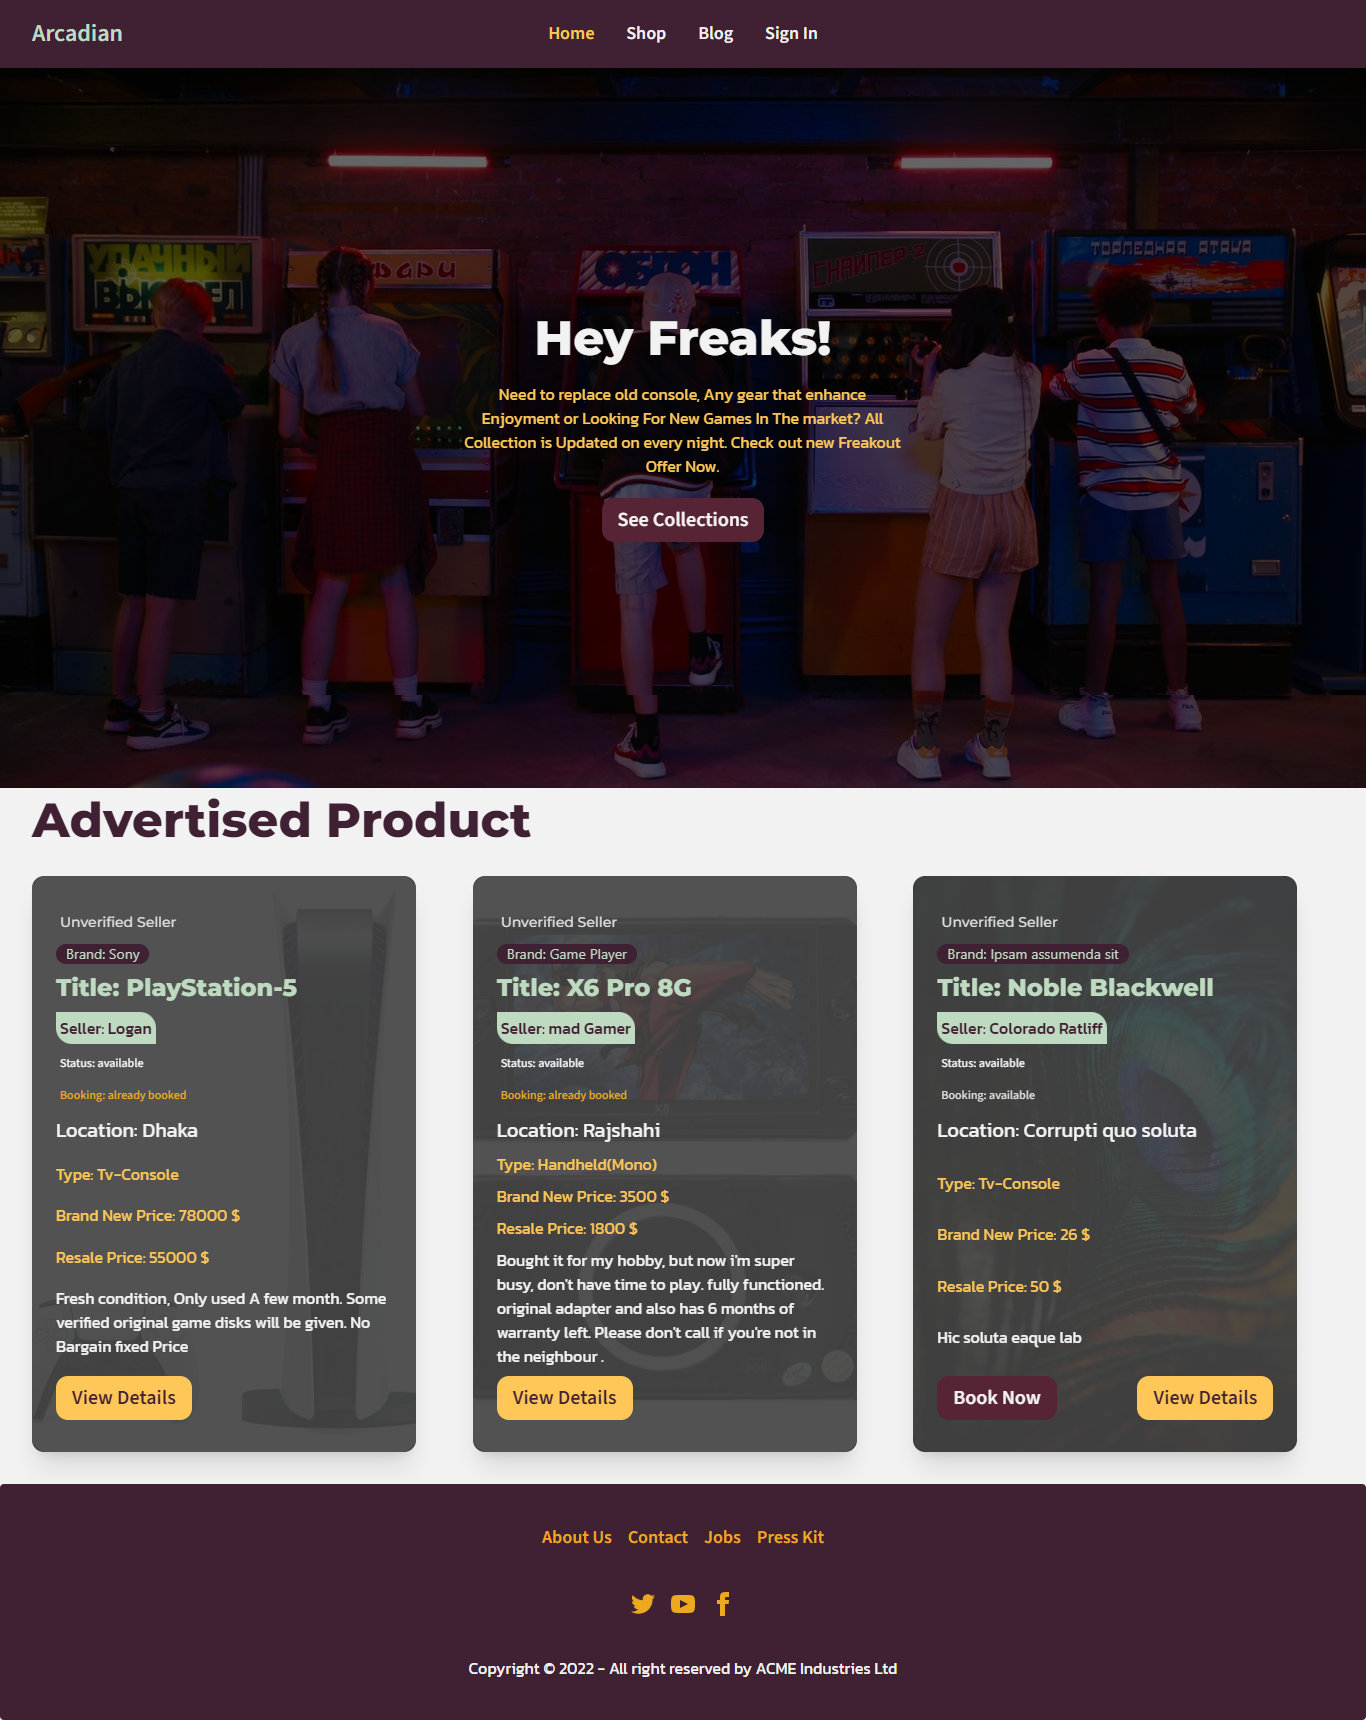 Arcadian
Home Shop Blog Sign In
УДАЧНЫЙ
ВЫ
ЕЛ
ДОРИ
ОБГОН
СНАЙПЕР-2
ТОРПЕДНАЯ АТАКА
Hey Freaks!
Need to replace old console, Any gear that enhance
Enjoyment or Looking For New Games In The market? All
Collection is Updated on every night. Check out new Freakout
Offer Now.
See Collections
Advertised Product
Unverified Seller
Brand: Sony
Title: PlayStation-5
Seller: Logan
Status: available
Booking: already booked
Location: Dhaka
Type: Tv-Console
Brand New Price: 78000 $
Resale Price: 55000 $
Fresh condition, Only used A few month. Some
verified original game disks will be given. No
Bargain fixed Price
View Details
Unverified Seller
Brand: Game Player
Title: X6 Pro 8G
Seller: mad Gamer
Status: available
Booking: already booked
X6
Location: Rajshahi
Type: Handheld(Mono)
Brand New Price: 3500 $
Resale Price: 1800 $
Bought it for my hobby, but now i'm super
busy, don't have time to play. fully functioned.
original adapter and also has 6 months of
warranty left. Please don't call if you're not in
the neighbour .
View Details
Unverified Seller
Brand: Ipsam assumenda sit
Title: Noble Blackwell
Seller: Colorado Ratliff
Status: available
Booking: available
Location: Corrupti quo soluta
Type: Tv-Console
Brand New Price: 26 $
Resale Price: 50 $
Hic soluta eaque lab
Book Now View Details
About Us Contact Jobs Press Kit
Copyright © 2022 - All right reserved by ACME Industries Ltd